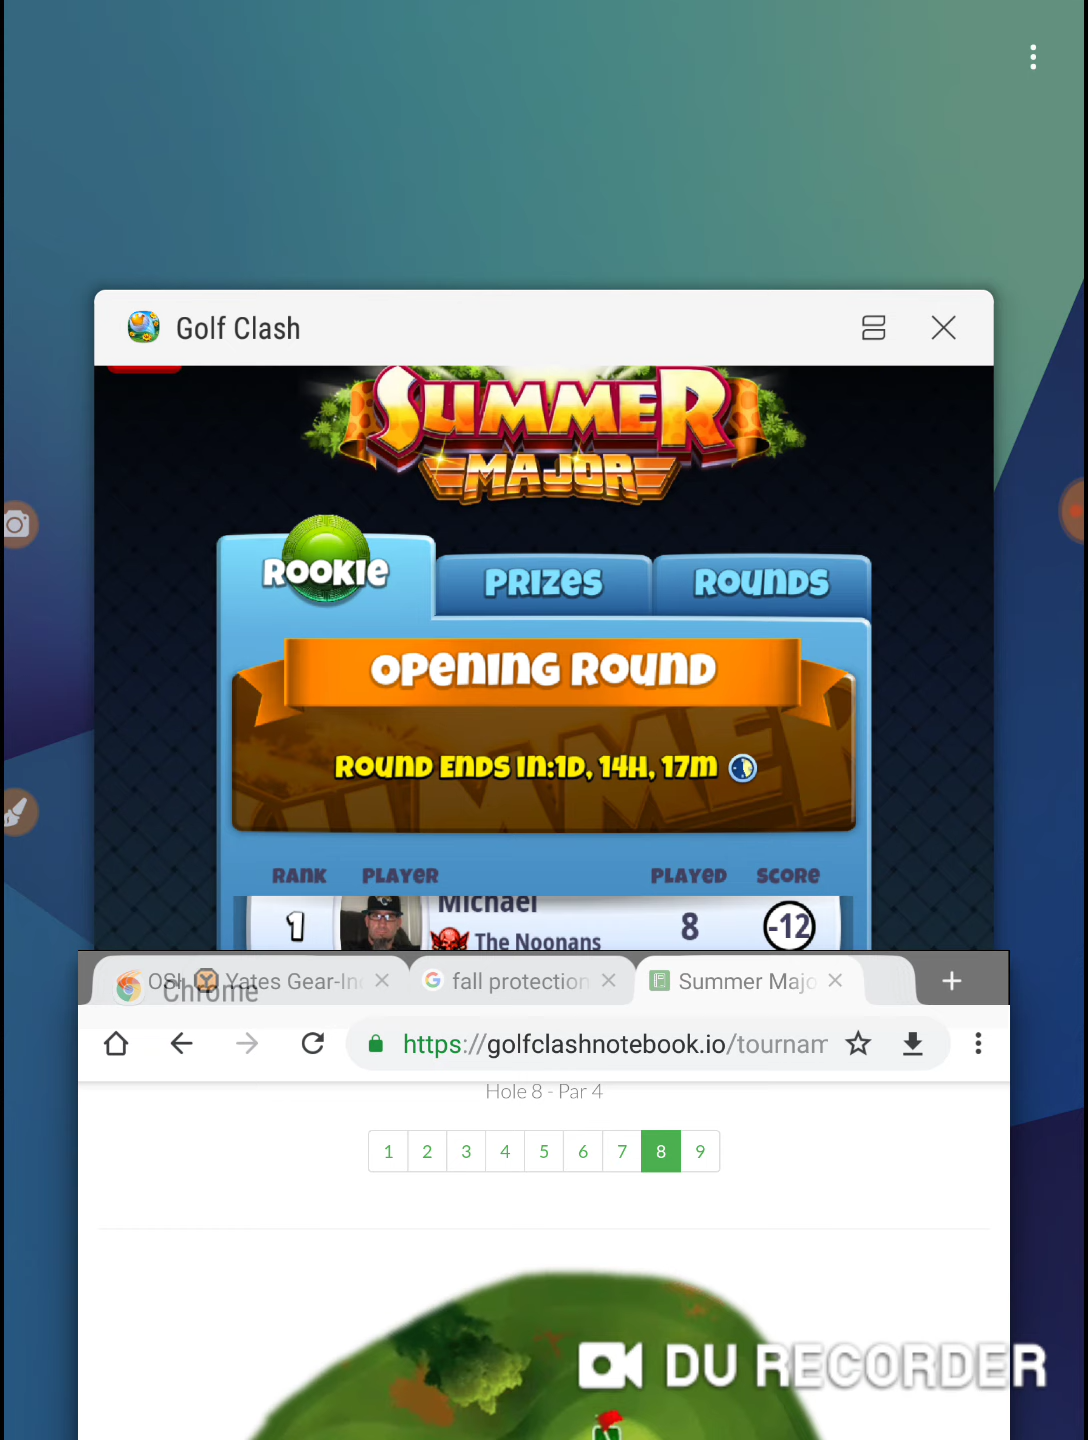 Golf Clash
SUMMER
MAJOR
ROOKIE
PRIZES
ROUNDS
OPENING ROUND
ROUND ENDS IN:1D, 14H, 17M
RANK PLAYER PLAYED SCORE
1 Michael 8 -12
The Noonans
Chrome
Yates Gear-In
fall protection
Summer Majo
https://golfclashnotebook.io/tournam
Hole 8 - Par 4
1 2 3 4 5 6 7 8 9
DU RECORDER